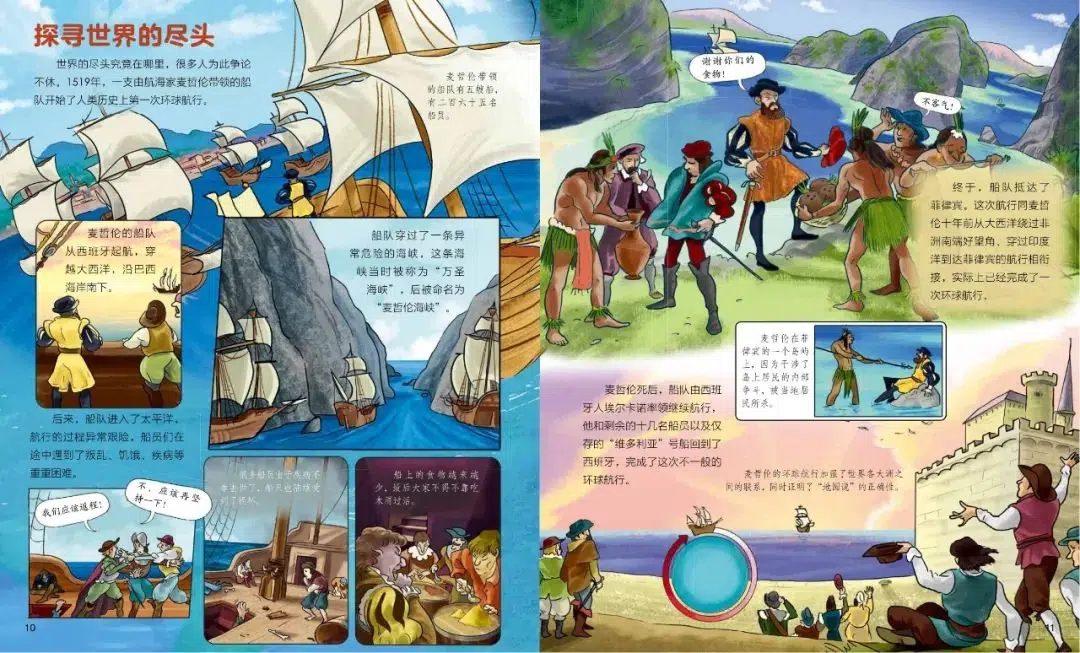 探寻世界的尽头
世界的尽头究竟在哪里，很多人为此争论
不休，1519年，一支由航海家麦哲伦带领的船
队开始了人类历史上第一次环球航行。
麦哲伦带领
的船队有五艘船，
有二百六十五名
船员。
麦哲伦的船队
从西班牙起航，穿
越大西洋，沿巴西
海岸南下。
船队穿过了一条异
常危险的海峡，这条海
峡当时被称为“万圣
海峡”，后被命名为
“麦哲伦海峡”。
后来，船队进入了太平洋，
航行的过程异常艰险，船员们在
途中遇到了叛乱、饥饿、疾病等
重重困难。
我们应该返程！
不，应该再坚
持一下！
很多船员由于疾病不
船上的食物越来越
少，最后大家不得不靠吃
木屑过活。
10
谢谢你们的
食物！
不客气！
终于，船队抵达了
菲律宾。这次航行同麦哲
伦十年前从大西洋绕过非
洲南端好望角、穿过印度
洋到达菲律宾的航行相衔
接，实际上已经完成了一
次环球航行。
麦哲伦在菲
律宾的一个岛屿
上，因为干涉了
岛上居民的内部
争斗，被当地居
民所杀。
麦哲伦死后，船队由西班
牙人埃尔卡诺率领继续航行，
他和剩余的十几名船员以及仅
存的“维多利亚”号船回到了
西班牙，完成了这次不一般的
环球航行。
麦哲伦的环球航行加强了世界各大洲之
间的联系，同时证明了“地圆说”的正确性。
11